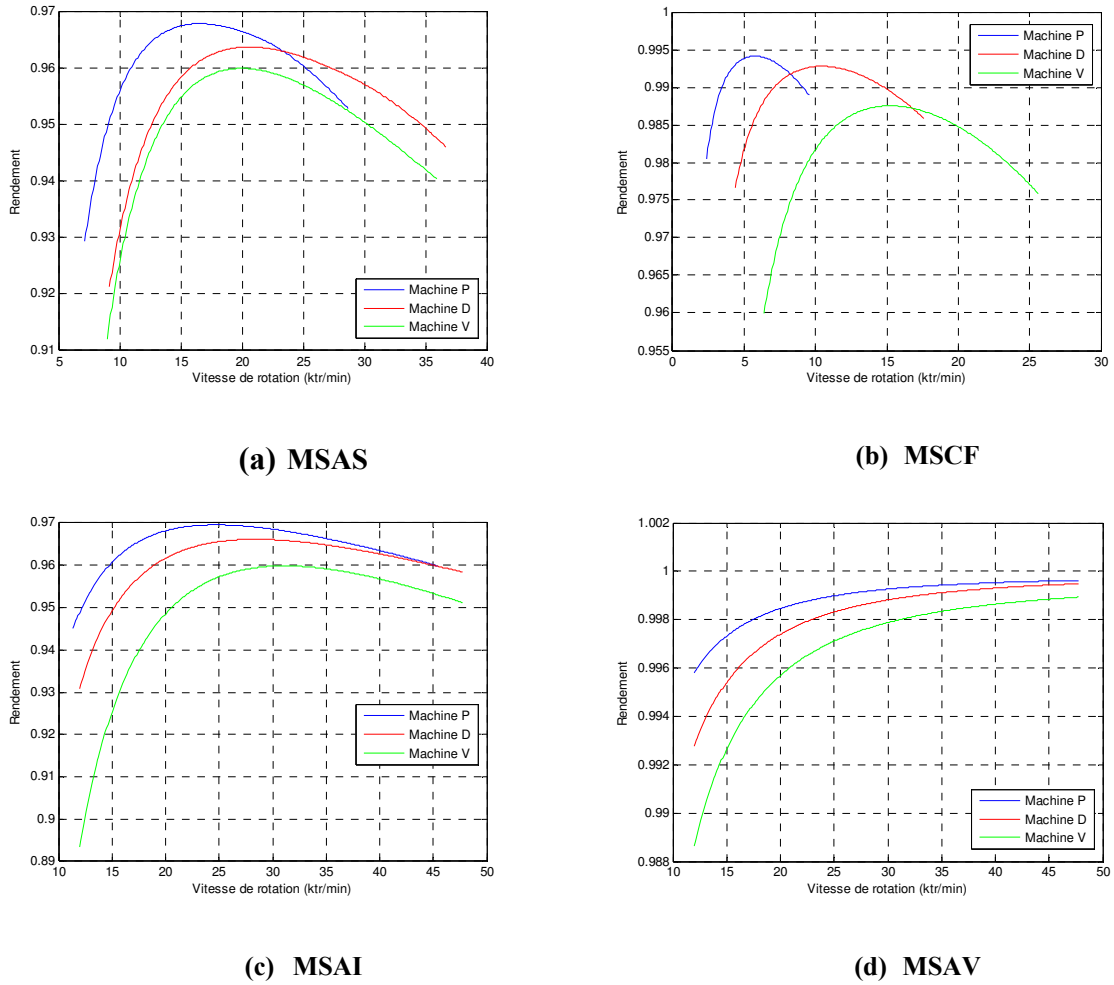 0.97
0.96
0.95
0.94
0.93
0.92
0.91
Rendement
5 10 15 20 25 30 35 40
Vitesse de rotation (ktr/min)
Machine P
Machine D
Machine V
(a) MSAS
1
0.995
0.99
0.985
0.98
0.975
0.97
0.965
0.96
0.955
Rendement
0 5 10 15 20 25 30
Vitesse de rotation (ktr/min)
Machine P
Machine D
Machine V
(b) MSCF
0.97
0.96
0.95
0.94
0.93
0.92
0.91
0.9
0.89
Rendement
10 15 20 25 30 35 40 45 50
Vitesse de rotation (ktr/min)
Machine P
Machine D
Machine V
(c) MSAI
1.002
1
0.998
0.996
0.994
0.992
0.99
0.988
Rendement
10 15 20 25 30 35 40 45 50
Vitesse de rotation (ktr/min)
Machine P
Machine D
Machine V
(d) MSAV